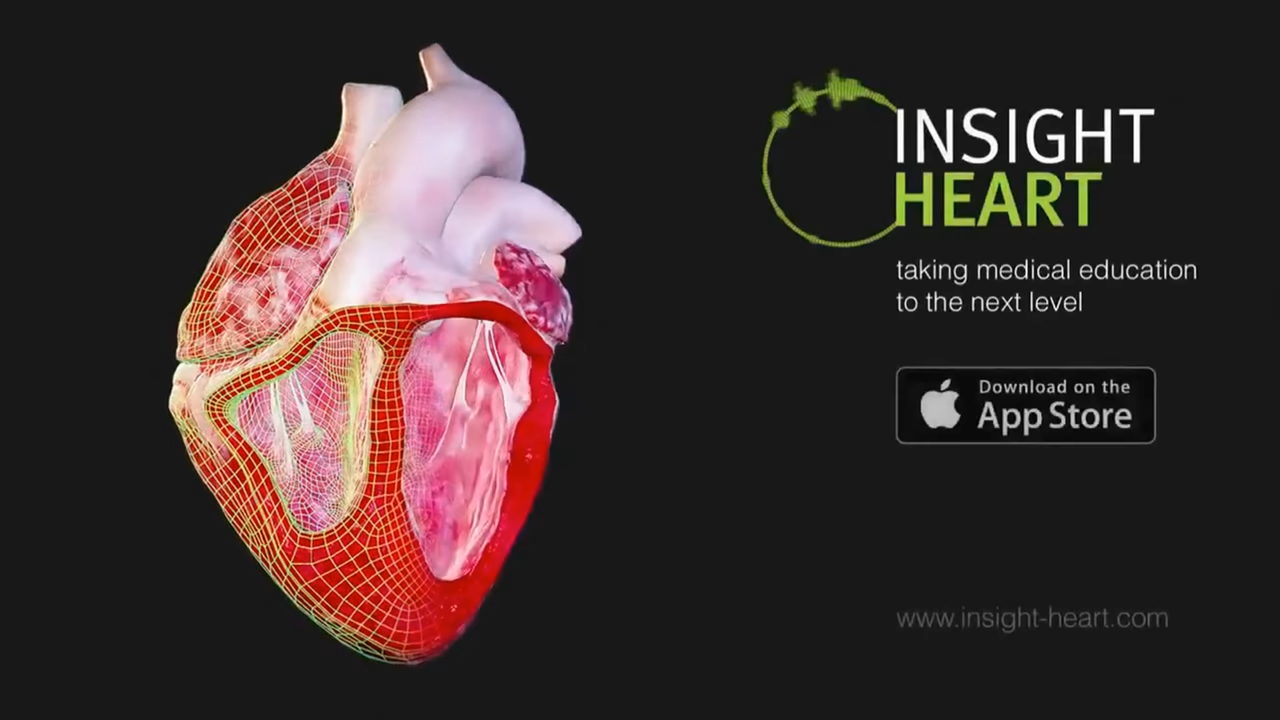 INSIGHT
HEART
taking medical education
to the next level
Download on the
App Store
www.insight-heart.com